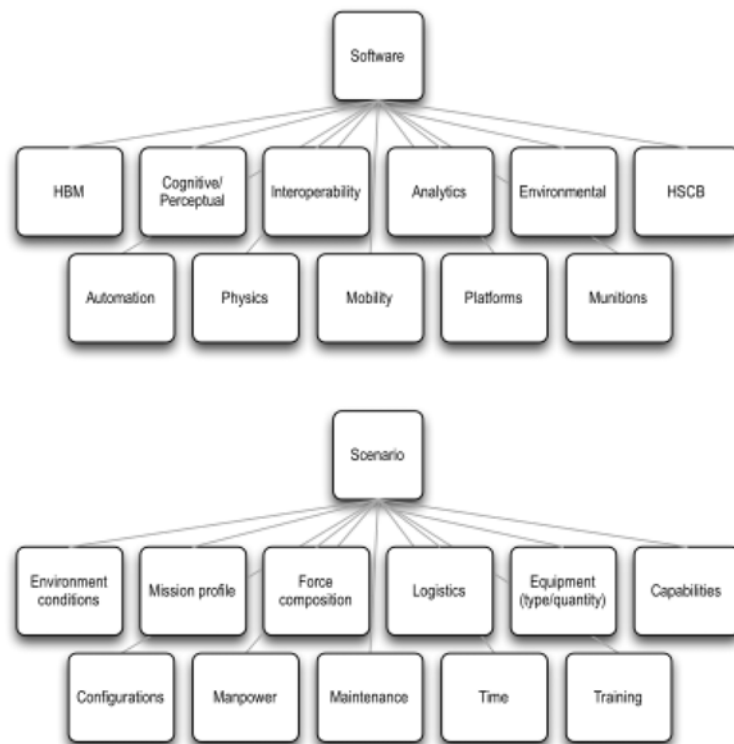 Software
HBM
Cognitive/
Perceptual
Interoperability
Analytics
Environmental
HSCB
Automation
Physics
Mobility
Platforms
Munitions
Scenario
Environment
conditions
Mission profile
Force
composition
Logistics
Equipment
(type/quantity)
Capabilities
Configurations
Manpower
Maintenance
Time
Training